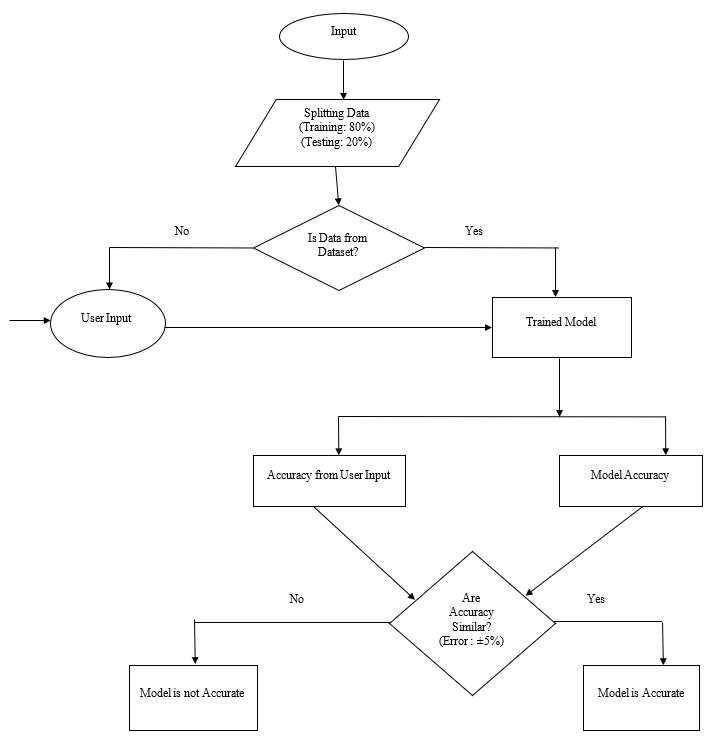 Input
Splitting Data
(Training: 80%)
(Testing: 20%)
No
Yes
Is Data from
Dataset?
User Input
Trained Model
Accuracy from User Input
Model Accuracy
No
Yes
Are
Accuracy
Similar?
(Error : ±5%)
Model is not Accurate
Model is Accurate